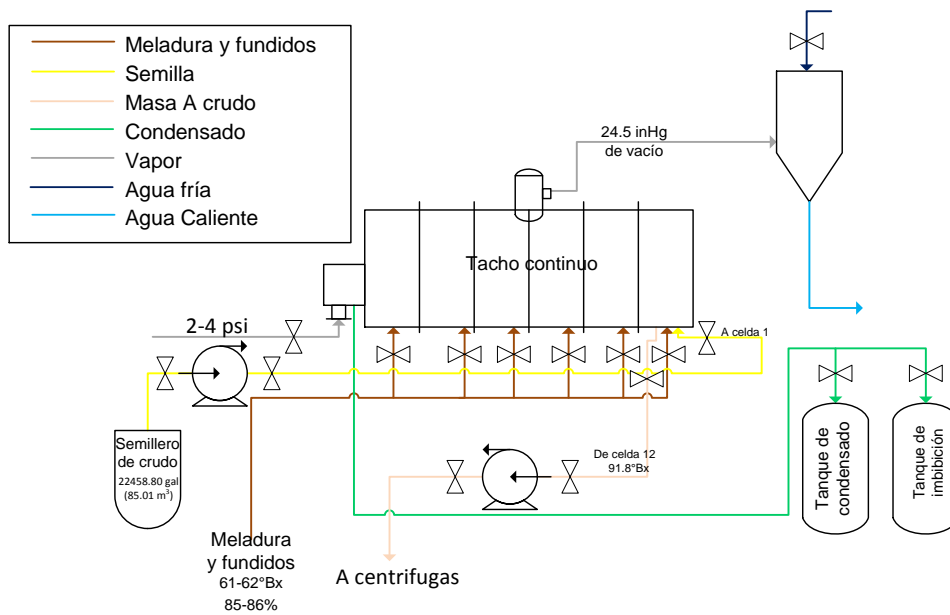 Meladura y fundidos
Semilla
Masa A crudo
Condensado
Vapor
Agua fría
Agua Caliente
24.5 inHg
de vacío
Tacho continuo
2-4 psi
A celda 1
Semillero
de crudo
22458.80 gal
(85.01 m³)
De celda 12
91.8°Bx
Tanque de
condensado
Tanque de
imbibición
Meladura
y fundidos
61-62°Bx
85-86%
A centrifugas